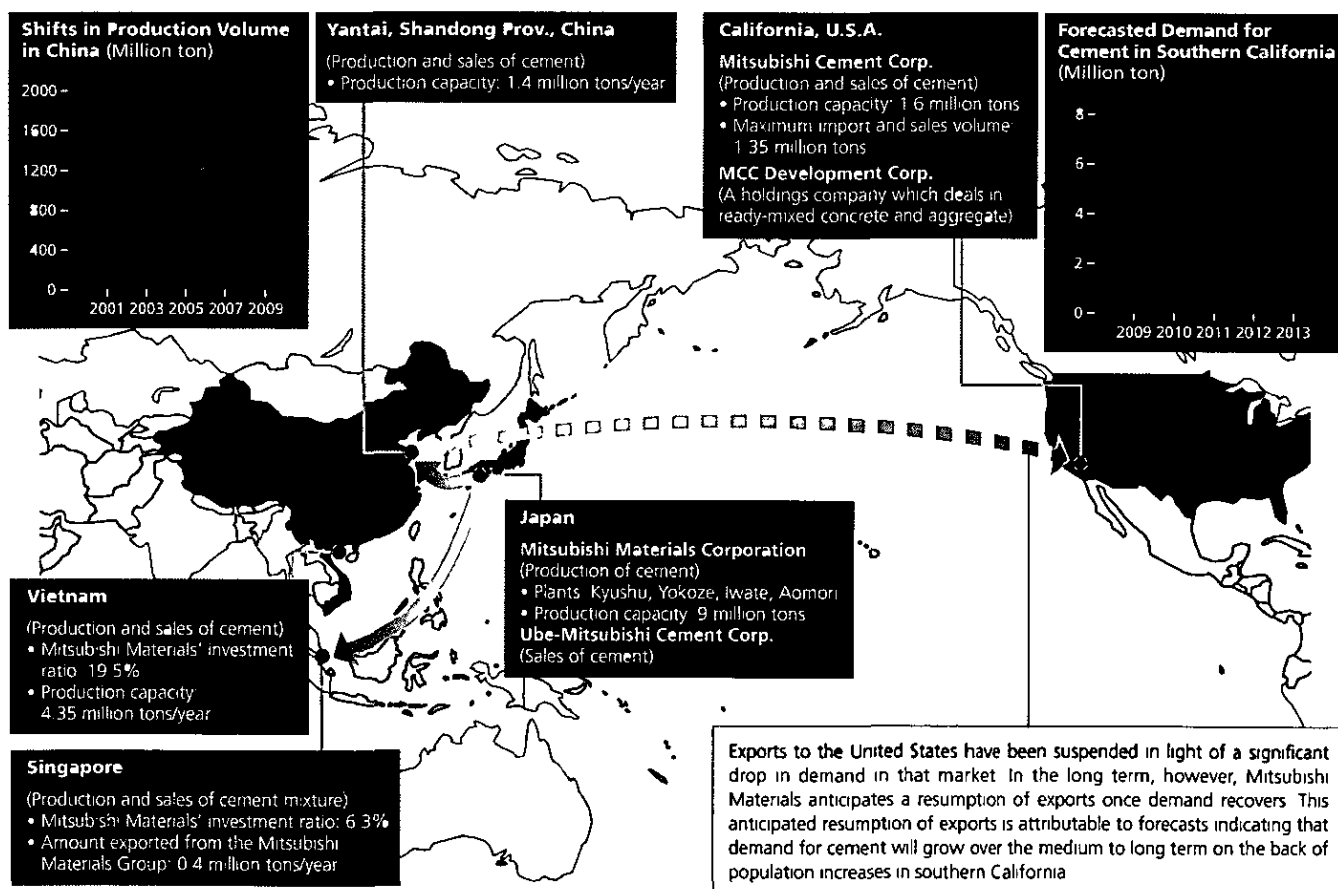 Shifts in Production Volume
in China (Million ton)
2000
1600
1200
800
400
0
2001 2003 2005 2007 2009
Yantai, Shandong Prov., China
(Production and sales of cement)
• Production capacity: 1.4 million tons/year
California, U.S.A.
Mitsubishi Cement Corp.
(Production and sales of cement)
• Production capacity: 1 6 million tons
• Maximum import and sales volume
1 35 million tons
MCC Development Corp.
(A holdings company which deals in
ready-mixed concrete and aggregate)
Forecasted Demand for
Cement in Southern California
(Million ton)
8
6
4
2
0
2009 2010 2011 2012 2013
Japan
Mitsubishi Materials Corporation
(Production of cement)
• Plants Kyushu, Yokoze, Iwate, Aomori
• Production capacity 9 million tons
Ube-Mitsubishi Cement Corp.
(Sales of cement)
Vietnam
(Production and sales of cement)
• Mitsubishi Materials' investment
ratio 19 5%
• Production capacity
4.35 million tons/year
Singapore
(Production and sales of cement mixture)
• Mitsubishi Materials' investment ratio: 6 3%
• Amount exported from the Mitsubishi
Materials Group 0 4 million tons/year
Exports to the United States have been suspended in light of a significant
drop in demand in that market In the long term, however, Mitsubishi
Materials anticipates a resumption of exports once demand recovers This
anticipated resumption of exports is attributable to forecasts indicating that
demand for cement will grow over the medium to long term on the back of
population increases in southern California